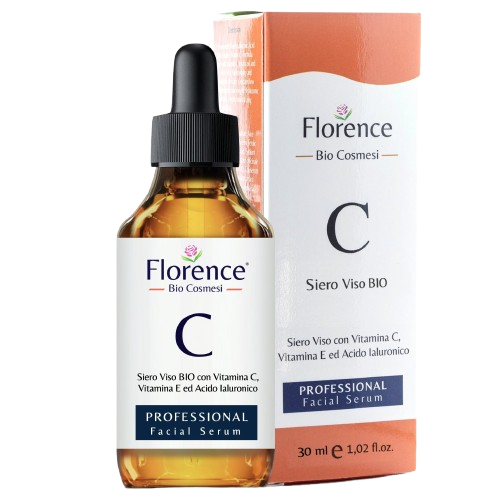 Florence®
Bio Cosmesi
C
Siero Viso BIO con Vitamina C,
Vitamina E ed Acido Ialuronico
PROFESSIONAL
Facial Serum
Florence
Bio Cosmesi
C
Siero Viso BIO
Siero Viso con Vitamina C,
Vitamina E ed Acido Ialuronico
PROFESSIONAL
Facial Serum
30 ml e 1,02 fl.oz.